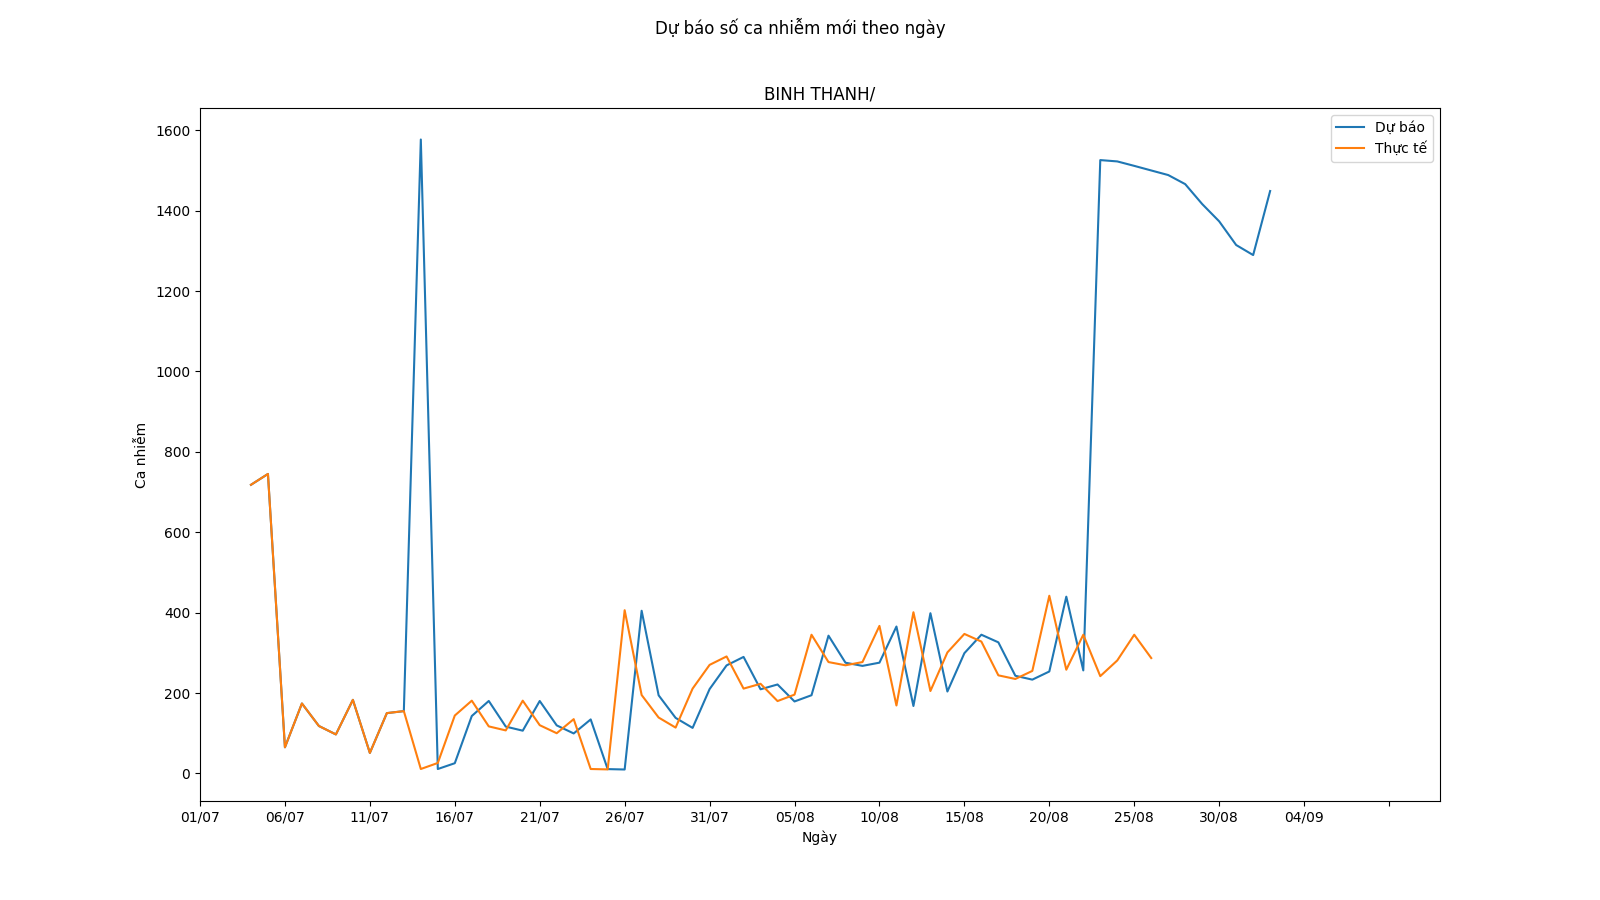 Dự báo số ca nhiễm mới theo ngày
BINH THANH/
Dự báo
Thực tế
1600
1400
1200
1000
800
600
400
200
0
Ca nhiễm
01/07 06/07 11/07 16/07 21/07 26/07 31/07 05/08 10/08 15/08 20/08 25/08 30/08 04/09
Ngày